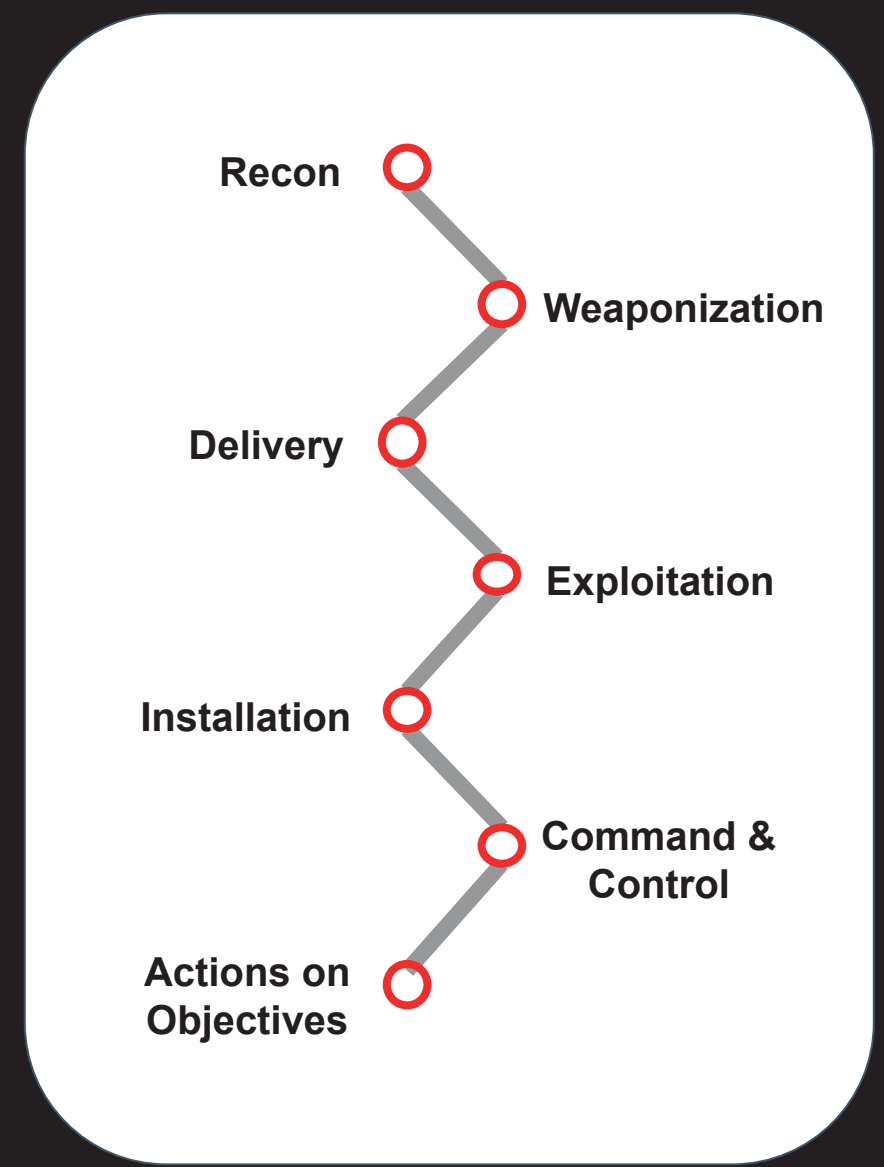 Recon
Weaponization
Delivery
Exploitation
Installation
Command &
Control
Actions on
Objectives